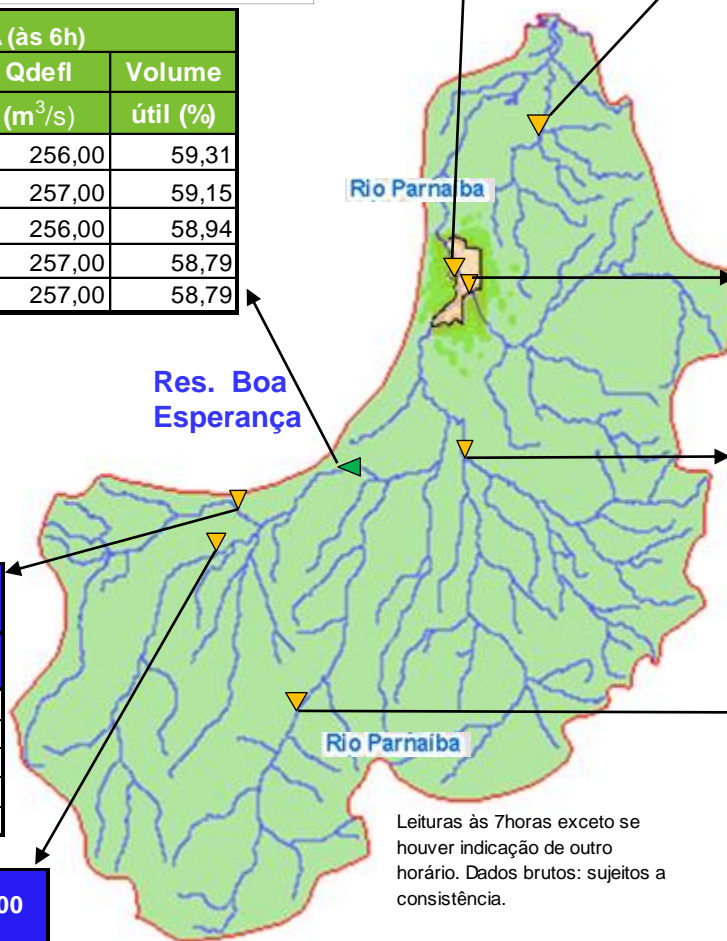 (às 6h)
Qdefl Volume
(m³/s) útil (%)
256,00 59,31
257,00 59,15
256,00 58,94
257,00 58,79
257,00 58,79
Rio Parnaíba
Res. Boa
Esperança
Rio Parnaíba
Leituras às 7horas exceto se
houver indicação de outro
horário. Dados brutos: sujeitos a
consistência.
00